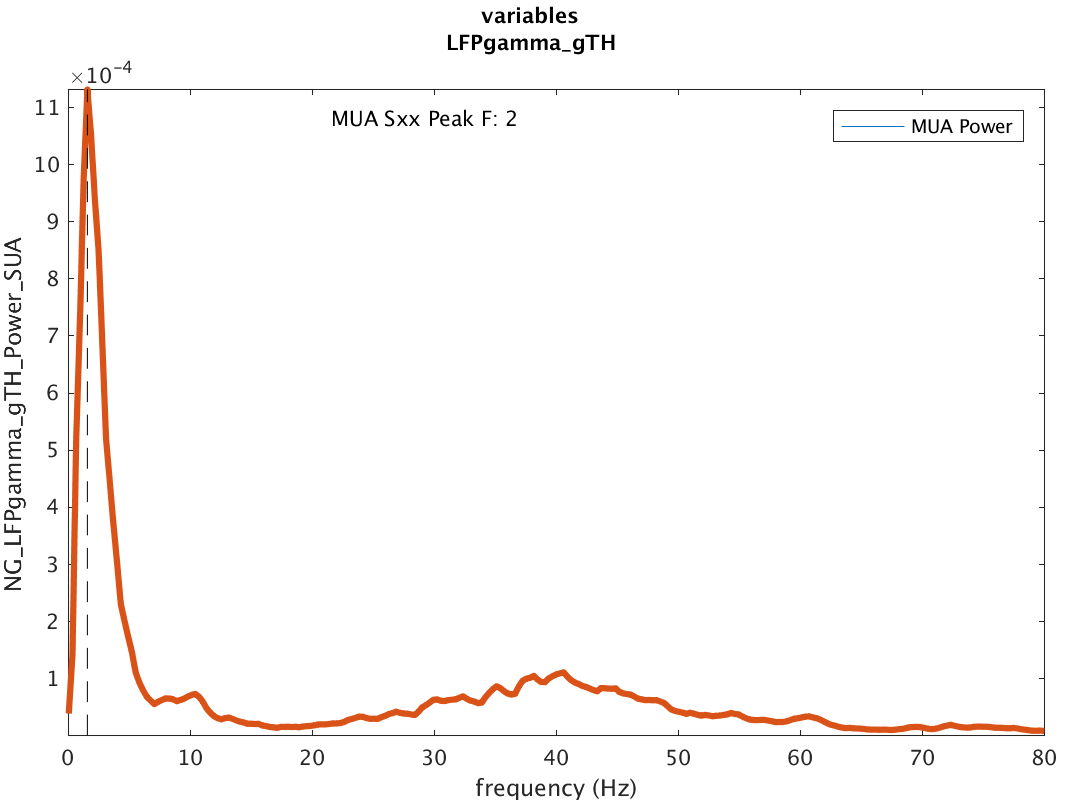 variables
LFPgamma_gTH
×10⁻⁴
MUA Sxx Peak F: 2
MUA Power
11
10
9
8
7
6
5
4
3
2
1
NG_LFPgamma_gTH_Power_SUA
0 10 20 30 40 50 60 70 80
frequency (Hz)